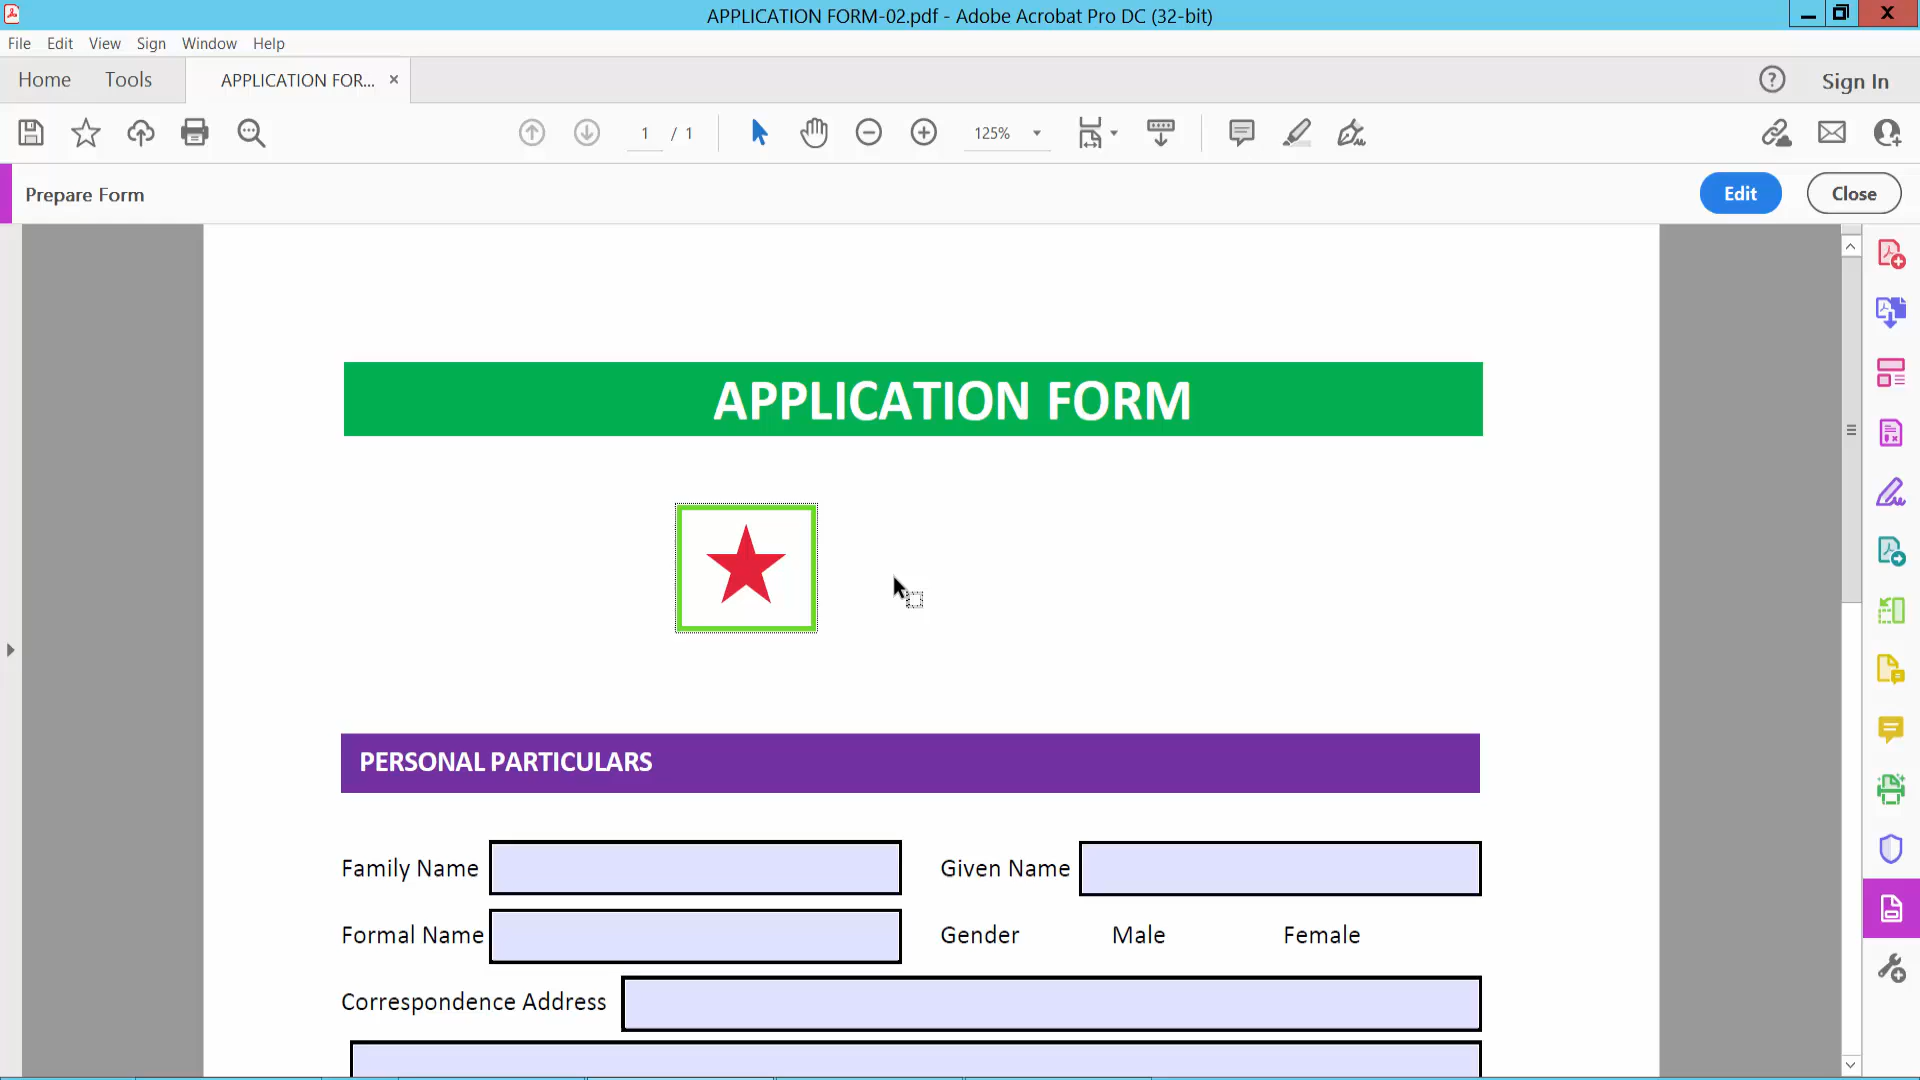 APPLICATION FORM-02.pdf - Adobe Acrobat Pro DC (32-bit)
File Edit View Sign Window Help
Home Tools APPLICATION FOR... × Sign In
1 / 1 125%
Prepare Form Edit Close
APPLICATION FORM
PERSONAL PARTICULARS
Family Name Given Name
Formal Name Gender Male Female
Correspondence Address